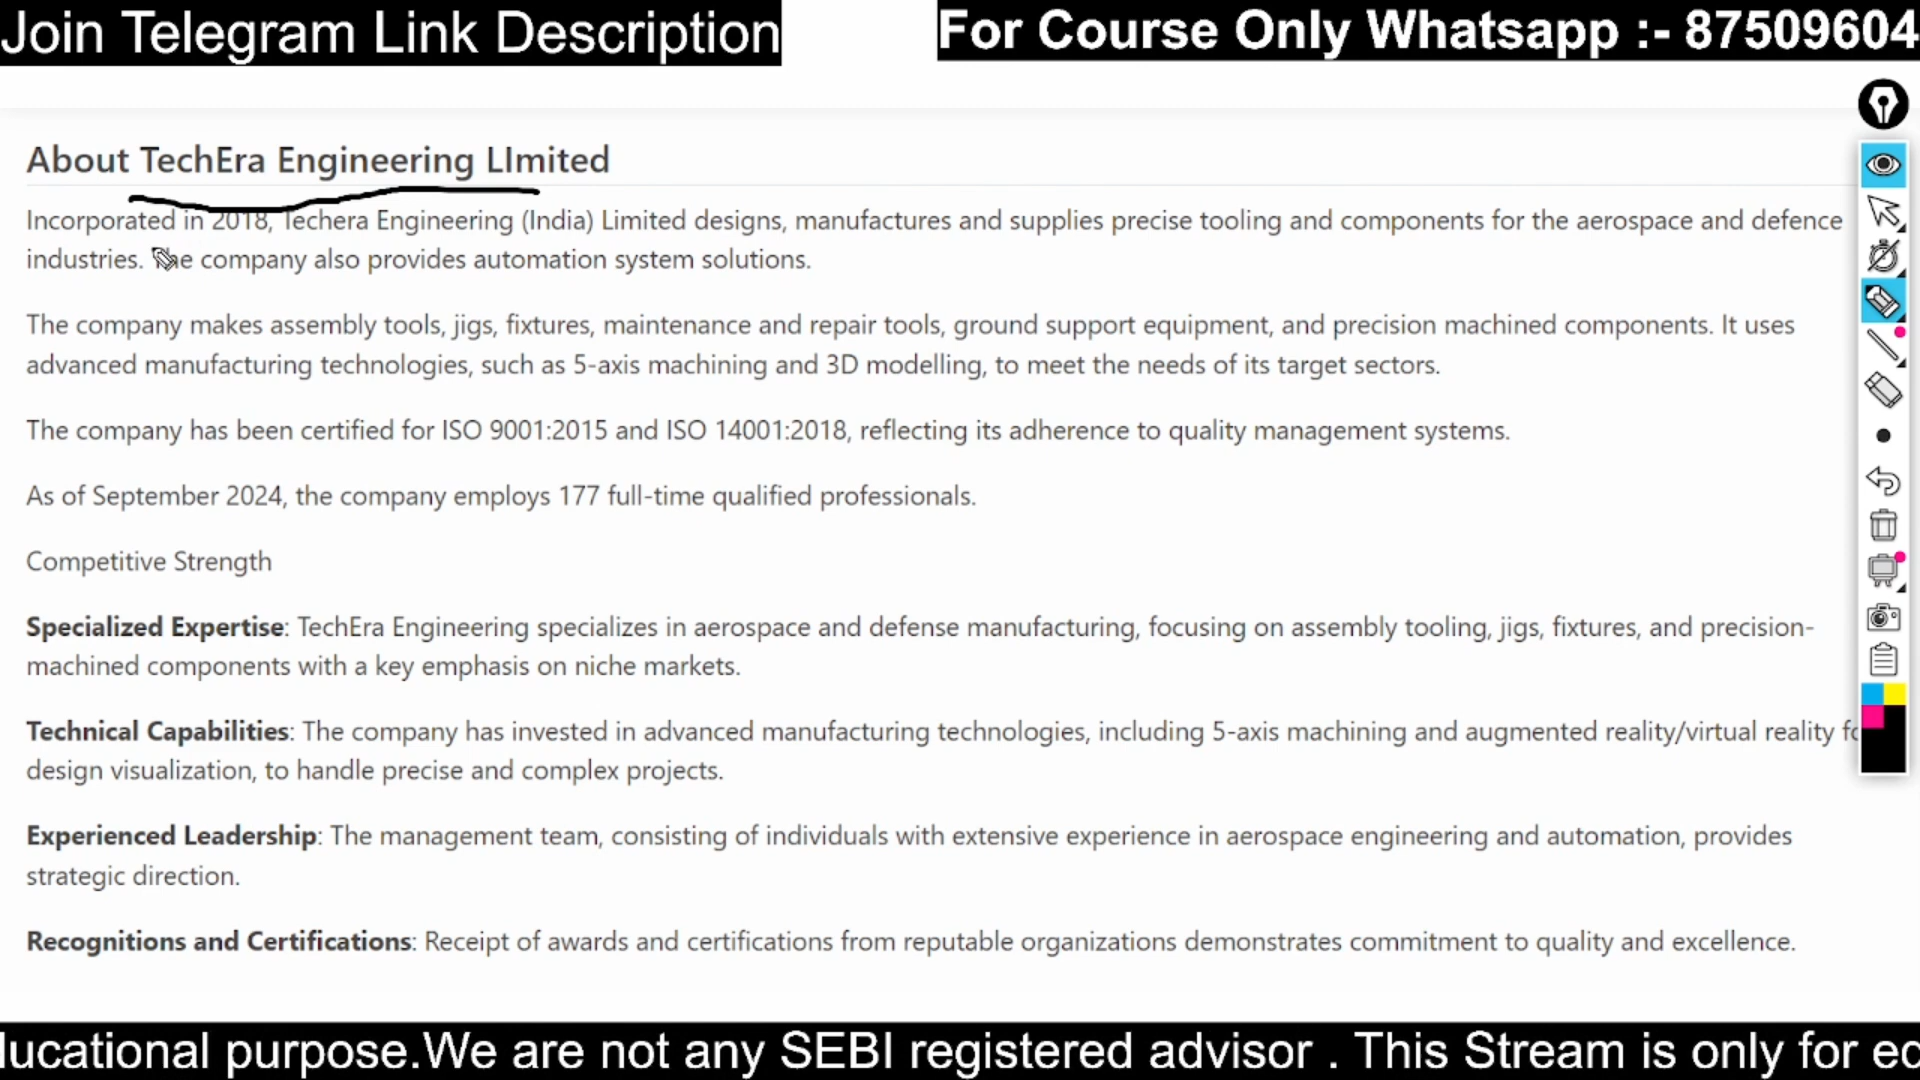 Join Telegram Link Description
For Course Only Whatsapp :- 87509604
About TechEra Engineering LImited
Incorporated in 2018, Techera Engineering (India) Limited designs, manufactures and supplies precise tooling and components for the aerospace and defence
industries. The company also provides automation system solutions.
The company makes assembly tools, jigs, fixtures, maintenance and repair tools, ground support equipment, and precision machined components. It uses
advanced manufacturing technologies, such as 5-axis machining and 3D modelling, to meet the needs of its target sectors.
The company has been certified for ISO 9001:2015 and ISO 14001:2018, reflecting its adherence to quality management systems.
As of September 2024, the company employs 177 full-time qualified professionals.
Competitive Strength
Specialized Expertise: TechEra Engineering specializes in aerospace and defense manufacturing, focusing on assembly tooling, jigs, fixtures, and precision-
machined components with a key emphasis on niche markets.
Technical Capabilities: The company has invested in advanced manufacturing technologies, including 5-axis machining and augmented reality/virtual reality fo
design visualization, to handle precise and complex projects.
Experienced Leadership: The management team, consisting of individuals with extensive experience in aerospace engineering and automation, provides
strategic direction.
Recognitions and Certifications: Receipt of awards and certifications from reputable organizations demonstrates commitment to quality and excellence.
lucational purpose.We are not any SEBI registered advisor . This Stream is only for ed